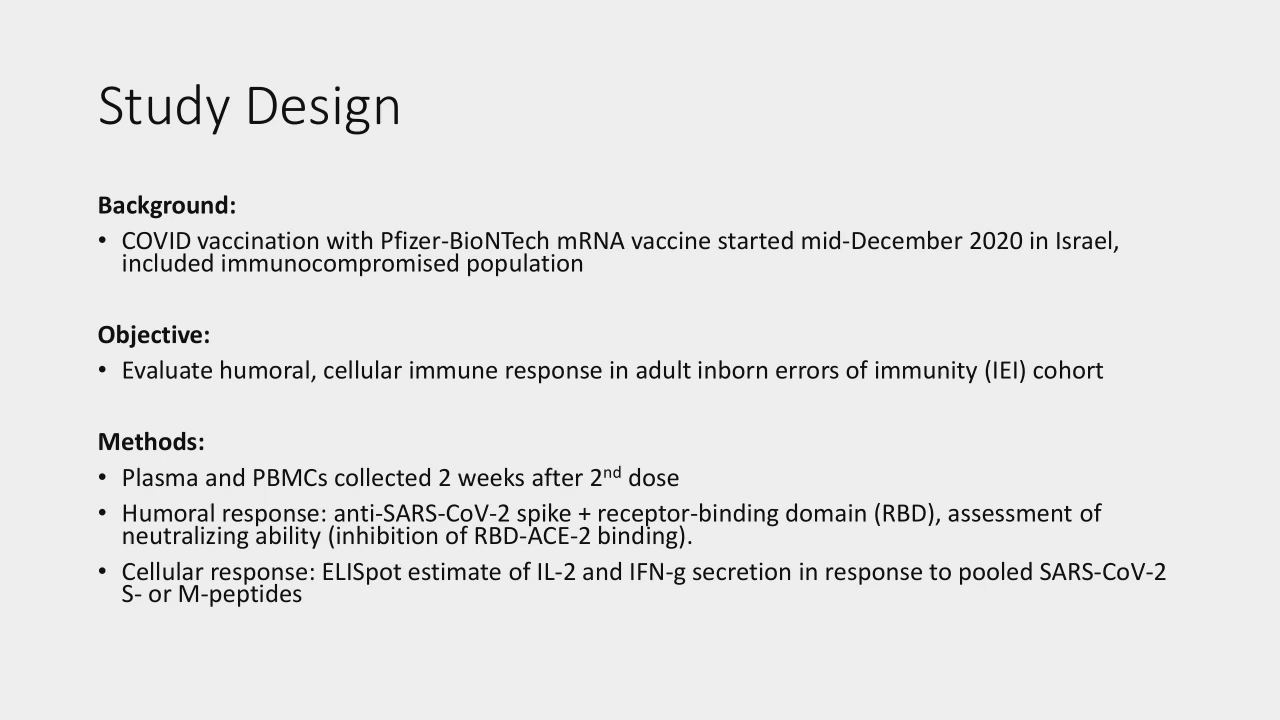 Study Design
Background:
• COVID vaccination with Pfizer-BioNTech mRNA vaccine started mid-December 2020 in Israel,
included immunocompromised population
Objective:
• Evaluate humoral, cellular immune response in adult inborn errors of immunity (IEI) cohort
Methods:
• Plasma and PBMCs collected 2 weeks after 2nd dose
• Humoral response: anti-SARS-CoV-2 spike + receptor-binding domain (RBD), assessment of
neutralizing ability (inhibition of RBD-ACE-2 binding).
• Cellular response: ELISpot estimate of IL-2 and IFN-g secretion in response to pooled SARS-CoV-2
S- or M-peptides